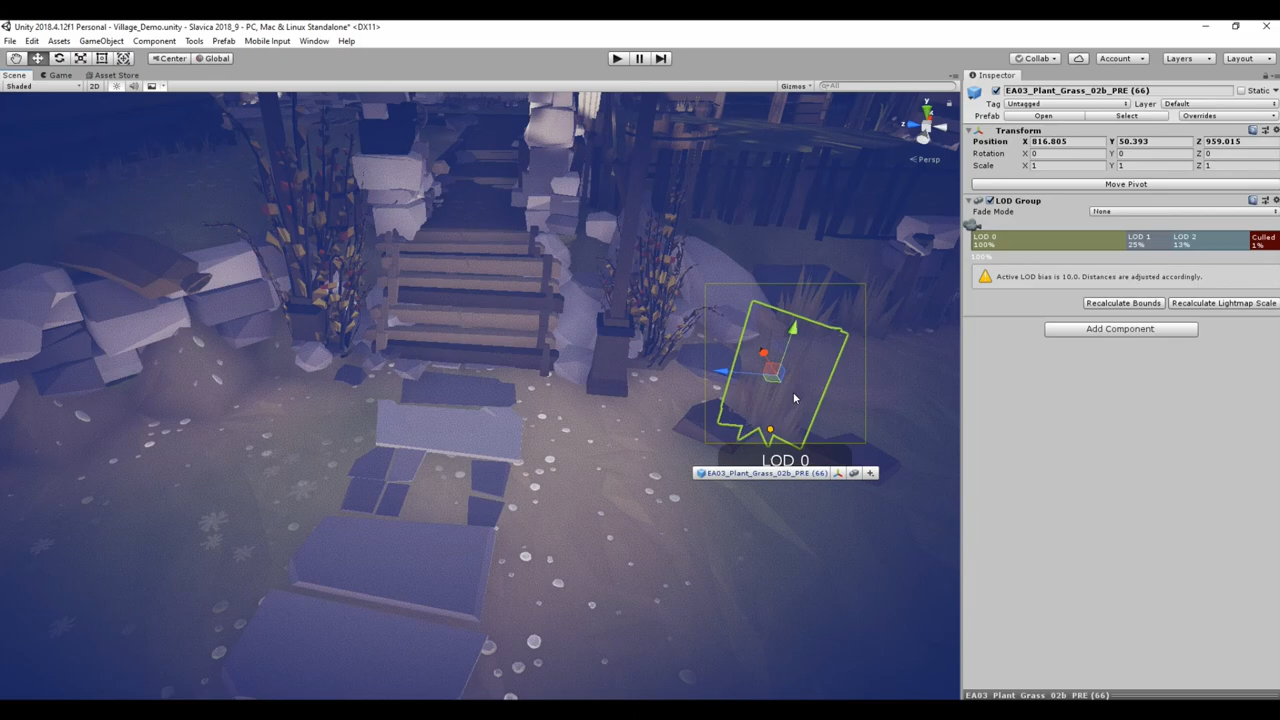 Unity 2018.4.12f1 Personal - Village_Demo.unity - Slavica 2018_9 - PC, Mac & Linux Standalone* <DX11>
File Edit Assets GameObject Component Tools Prefab Mobile Input Window Help
Center Global Collab Account Layers Layout
Scene Game Asset Store
Shaded 2D Gizmos All
Y
Z
Persp
LOD 0
EA03_Plant_Grass_02b_PRE (66)
Inspector
EA03_Plant_Grass_02b_PRE (66) Static
Tag Untagged Layer Default
Prefab Open Select Overrides
Transform
Position X 816.805 Y 50.393 Z 959.015
Rotation X 0 Y 0 Z 0
Scale X 1 Y 1 Z 1
Move Pivot
LOD Group
Fade Mode None
LOD 0 LOD 1 LOD 2 Culled
100% 25% 13% 1%
100%
Active LOD bias is 10.0. Distances are adjusted accordingly.
Recalculate Bounds Recalculate Lightmap Scale
Add Component
EA03_Plant_Grass_02b_PRE (66)